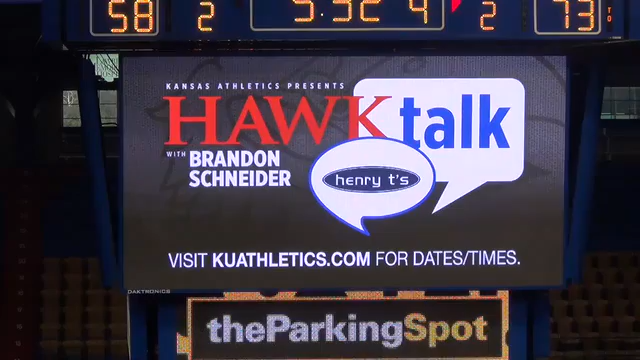 58 2 5:32 4 2 73
KANSAS ATHLETICS PRESENTS
HAWK talk
WITH BRANDON SCHNEIDER
henry t's
VISIT KUATHLETICS.COM FOR DATES/TIMES.
DAKTRONICS
theParkingSpot